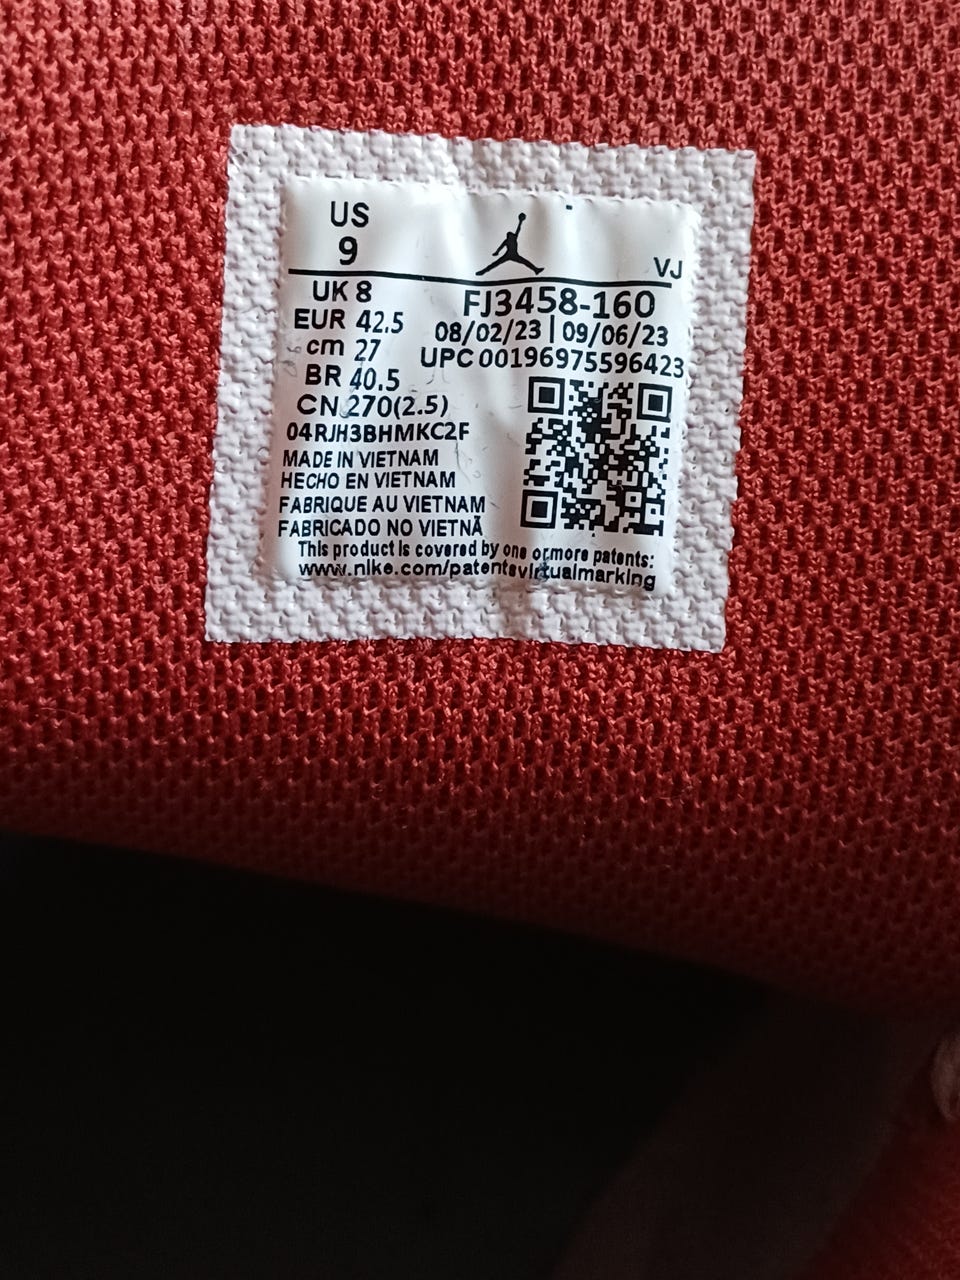 US
9
VJ
UK 8
EUR 42.5
cm 27
BR 40.5
CN 270(2.5)
FJ3458-160
08/02/23 | 09/06/23
UPC 00196975596423
04RJH3BHMKC2F
MADE IN VIETNAM
HECHO EN VIETNAM
FABRIQUE AU VIETNAM
FABRICADO NO VIETNÃ
This product is covered by one or more patents:
www.nike.com/patentsvirtualmarking